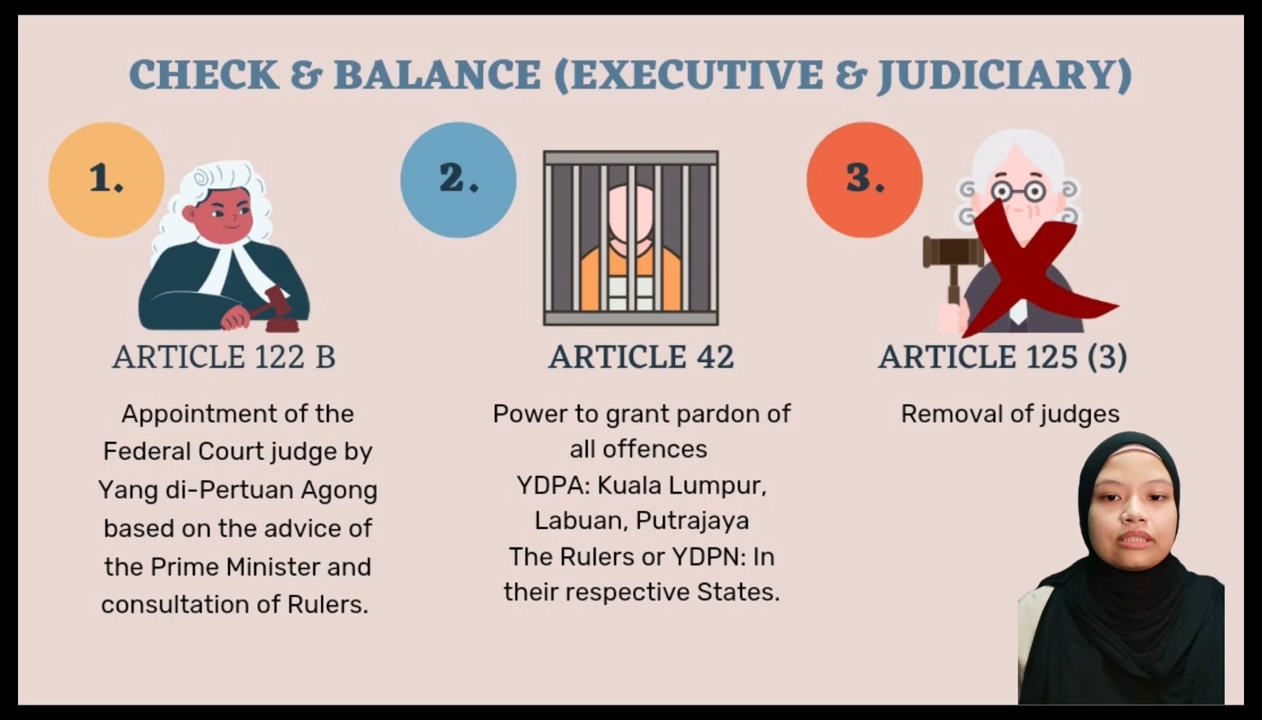 CHECK & BALANCE (EXECUTIVE & JUDICIARY)
1.
ARTICLE 122 B
Appointment of the
Federal Court judge by
Yang di-Pertuan Agong
based on the advice of
the Prime Minister and
consultation of Rulers.
2.
ARTICLE 42
Power to grant pardon of
all offences
YDPA: Kuala Lumpur,
Labuan, Putrajaya
The Rulers or YDPN: In
their respective States.
3.
ARTICLE 125 (3)
Removal of judges